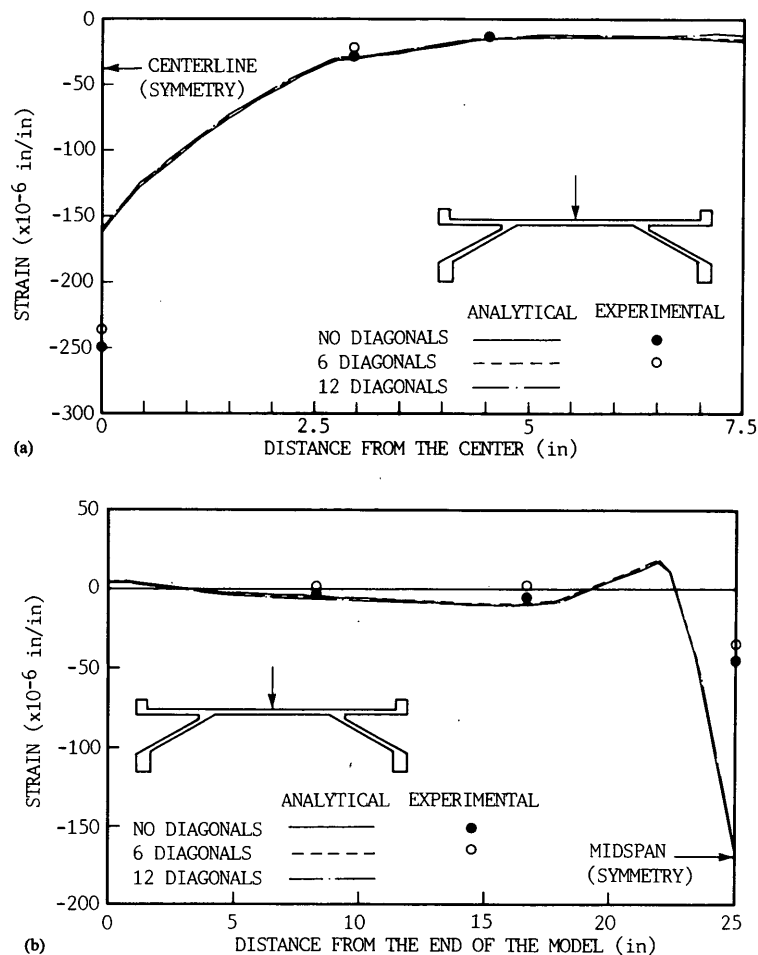 0
-50
-100
-150
-200
-250
-300
STRAIN (x10-6 in/in)
CENTERLINE
(SYMMETRY)
ANALYTICAL EXPERIMENTAL
NO DIAGONALS
6 DIAGONALS
12 DIAGONALS
0 2.5 5 7.5
(a) DISTANCE FROM THE CENTER (in)
50
0
-50
-100
-150
-200
STRAIN (x10-6 in/in)
ANALYTICAL EXPERIMENTAL
NO DIAGONALS
6 DIAGONALS
12 DIAGONALS
MIDSPAN
(SYMMETRY)
0 5 10 15 20 25
(b) DISTANCE FROM THE END OF THE MODEL (in)